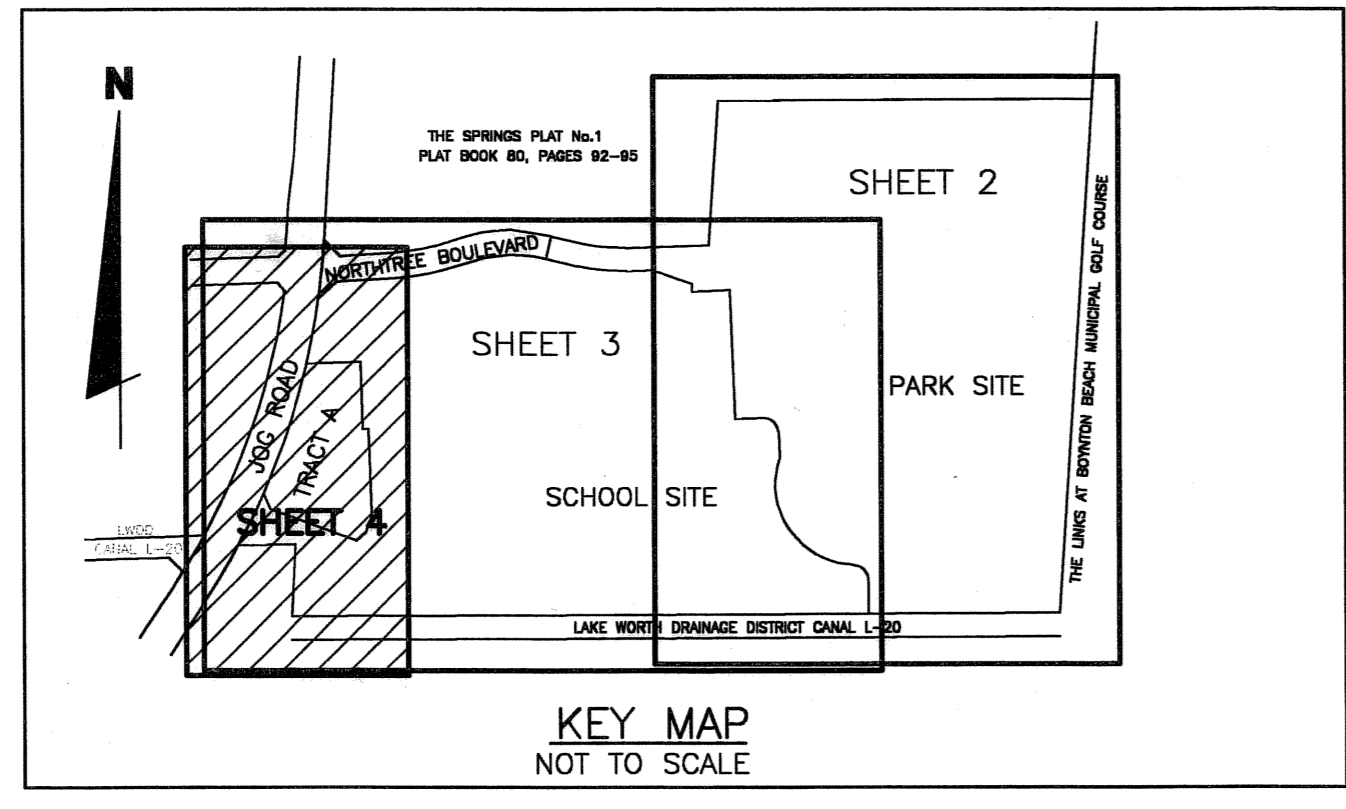 N
THE SPRINGS PLAT No.1
PLAT BOOK 80, PAGES 92-95
SHEET 2
NORTHTREE BOULEVARD
THE LINKS AT BOYNTON BEACH MUNICIPAL GOLF COURSE
SHEET 3
JOG ROAD
TRACT A
PARK SITE
SCHOOL SITE
SHEET 4
LWDD
CANAL L-20
LAKE WORTH DRAINAGE DISTRICT CANAL L-20
KEY MAP
NOT TO SCALE